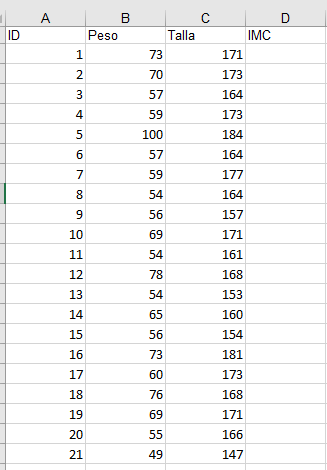 A B C D
ID Peso Talla IMC
1 73 171
2 70 173
3 57 164
4 59 173
5 100 184
6 57 164
7 59 177
8 54 164
9 56 157
10 69 171
11 54 161
12 78 168
13 54 153
14 65 160
15 56 154
16 73 181
17 60 173
18 76 168
19 69 171
20 55 166
21 49 147